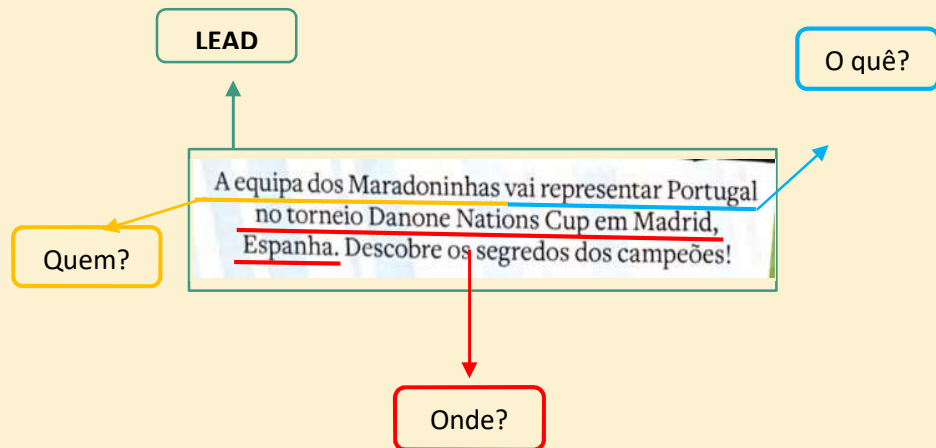 LEAD
O quê?
A equipa dos Maradoninhas vai representar Portugal
no torneio Danone Nations Cup em Madrid,
Espanha. Descobre os segredos dos campeões!
Quem?
Onde?